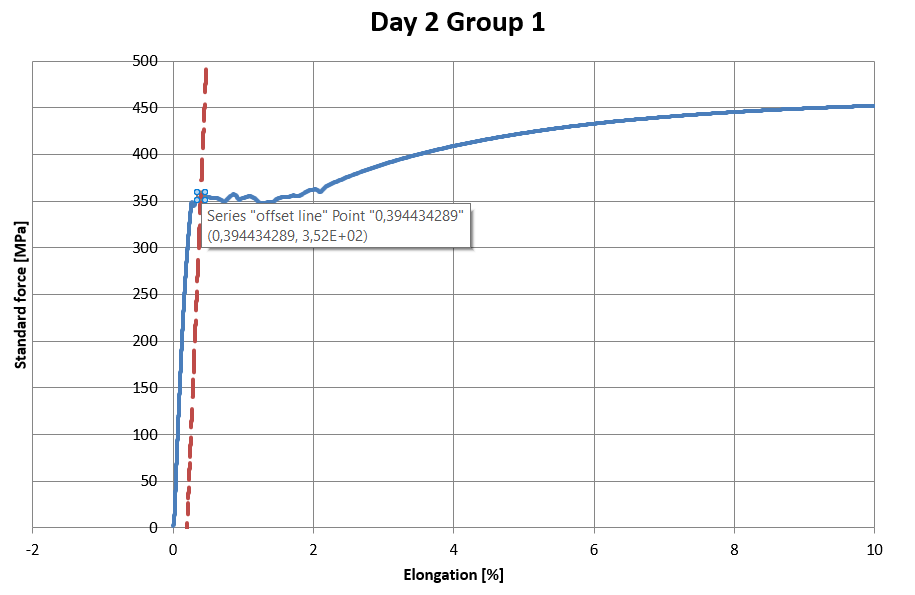 Day 2 Group 1
500
450
400
350
300
250
200
150
100
50
0
Standard force [MPa]
Series "offset line" Point "0,394434289"
(0,394434289, 3,52E+02)
-2 0 2 4 6 8 10
Elongation [%]